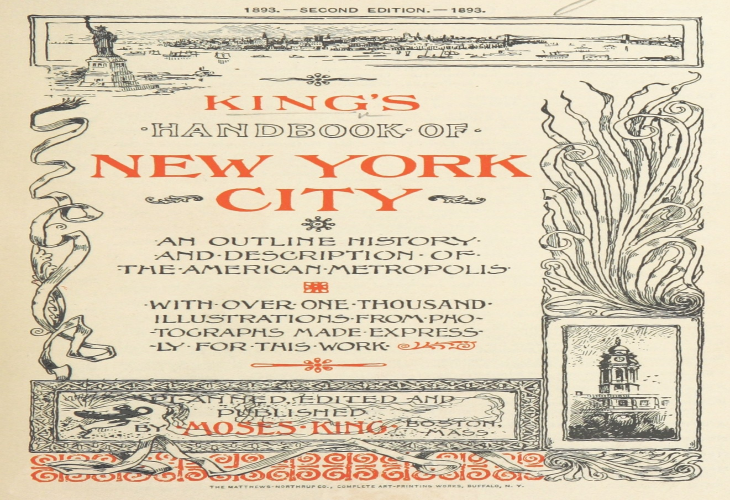 1893. — SECOND EDITION. — 1893.
KING'S
·HANDBOOK·OF·
NEW YORK
CITY
·AN OUTLINE HISTORY·
AND·DESCRIPTION·OF·
·THE·AMERICAN·METROPOLIS·
·WITH·OVER·ONE·THOUSAND·
ILLUSTRATIONS·FROM·PHO-
TOGRAPHS MADE·EXPRESS-
-LY·FOR·THIS·WORK·
PLANNED, EDITED AND
PUBLISHED
BY MOSES·KING, BOSTON,
MASS·
THE MATTHEWS-NORTHRUP CO., COMPLETE ART-PRINTING WORKS, BUFFALO, N. Y.